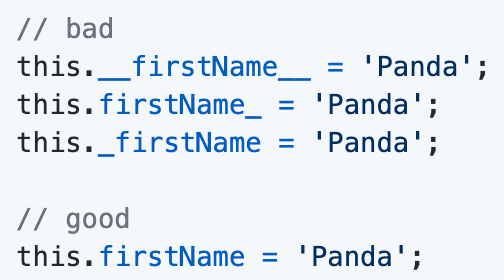 // bad
this.__firstName__ = 'Panda';
this.firstName_ = 'Panda';
this._firstName = 'Panda';

// good
this.firstName = 'Panda';